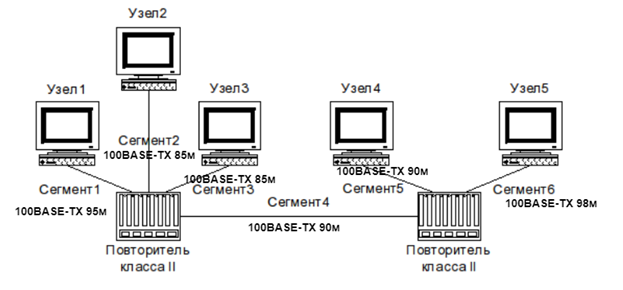 Узел2
Узел1
Узел3
Узел4
Узел5
Сегмент2
100BASE-TX 85м
100BASE-TX 85м
100BASE-TX 90м
Сегмент1
Сегмент3
Сегмент5
Сегмент6
100BASE-TX 95м
Сегмент4
100BASE-TX 98м
100BASE-TX 90м
Повторитель
класса II
Повторитель
класса II